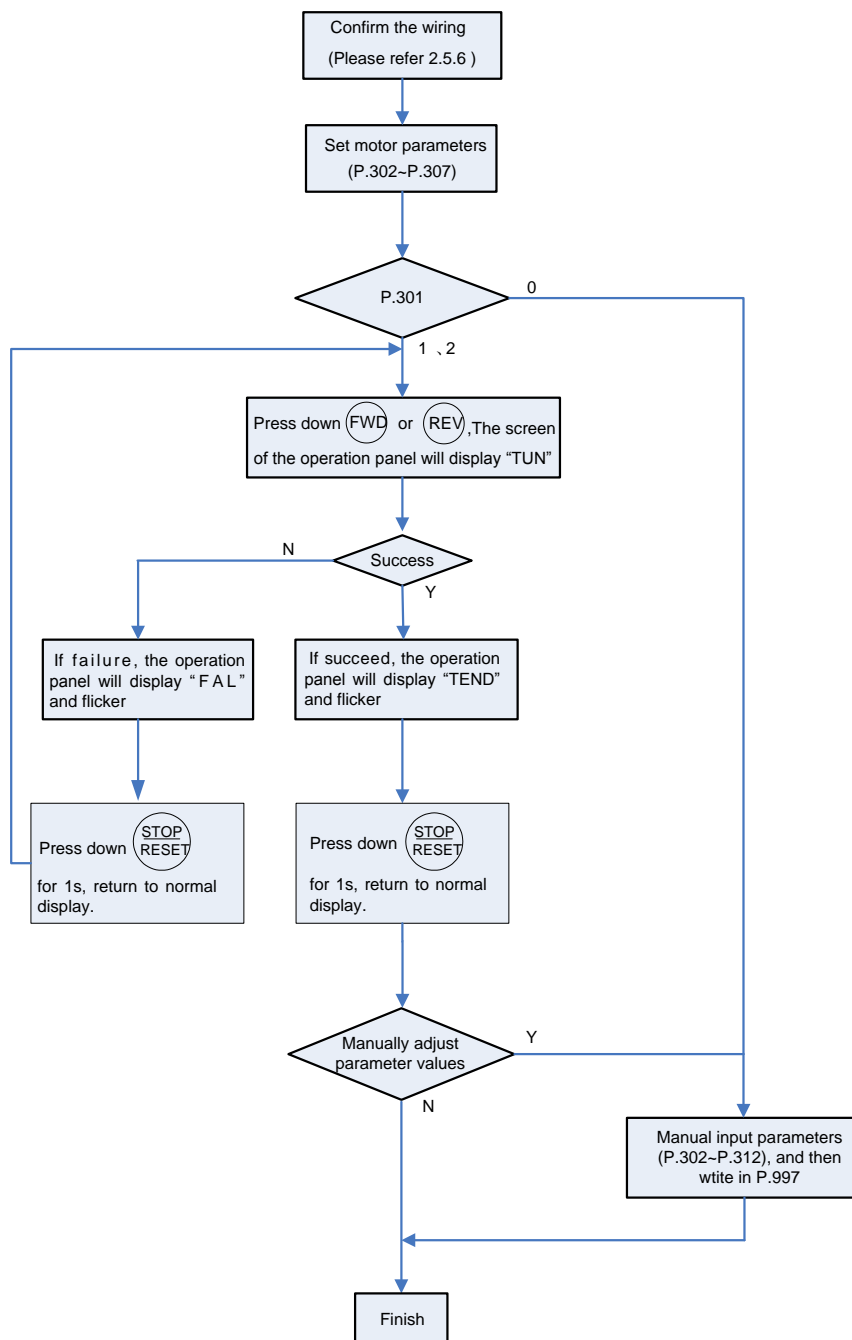 Confirm the wiring
(Please refer 2.5.6 )
Set motor parameters
(P.302~P.307)
P.301
0
1 、2
Press down FWD or REV ,The screen
of the operation panel will display “TUN”
N
Success
Y
If failure, the operation
panel will display “FAL”
and flicker
If succeed, the operation
panel will display “TEND”
and flicker
STOP
Press down
RESET
for 1s, return to normal
display.
STOP
Press down
RESET
for 1s, return to normal
display.
Manually adjust
parameter values
Y
N
Manual input parameters
(P.302~P.312), and then
wtite in P.997
Finish